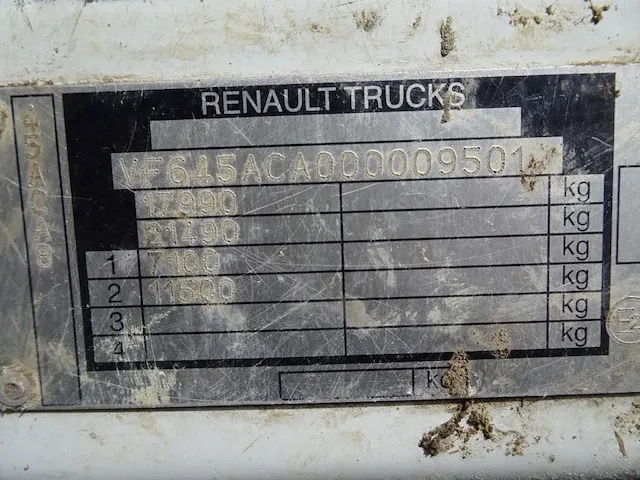 RENAULT TRUCKS
VF645ACA000009501
17990 kg
21490 kg
1 7100 kg
2 11500 kg
3 kg
4 kg
kg
E